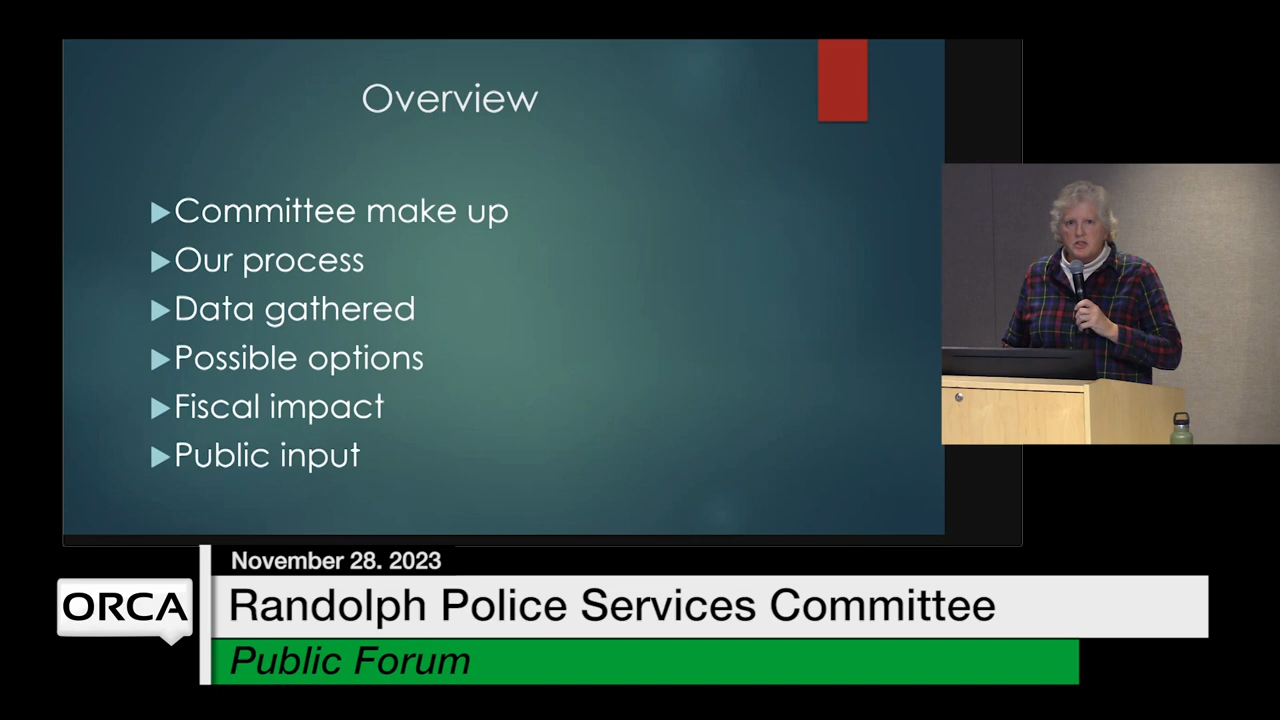 Overview
Committee make up
Our process
Data gathered
Possible options
Fiscal impact
Public input
November 28. 2023
ORCA
Randolph Police Services Committee
Public Forum